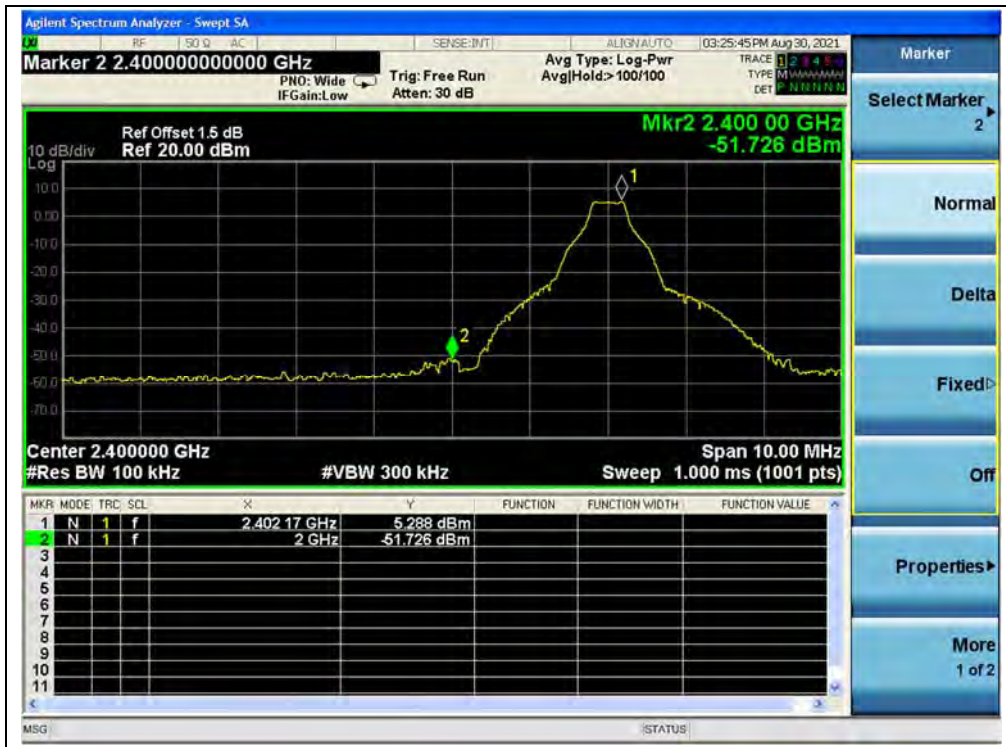 Agilent Spectrum Analyzer - Swept SA
LXI RF 50 Ω AC SENSE:INT ALIGN AUTO 03:25:45 PM Aug 30, 2021
Marker 2 2.400000000000 GHz
PNO: Wide
IFGain:Low
Trig: Free Run
Atten: 30 dB
Avg Type: Log-Pwr
Avg|Hold:> 100/100
TRACE 1 2 3 4 5 6
TYPE M
DET P N N N N N
Mkr2 2.400 00 GHz
-51.726 dBm
Ref Offset 1.5 dB
10 dB/div Ref 20.00 dBm
Log
10.0
0.00
-10.0
-20.0
-30.0
-40.0
-50.0
-60.0
-70.0
1
2
Center 2.400000 GHz Span 10.00 MHz
#Res BW 100 kHz #VBW 300 kHz Sweep 1.000 ms (1001 pts)
MKR MODE TRC SCL X Y FUNCTION FUNCTION WIDTH FUNCTION VALUE
1 N 1 f 2.402 17 GHz 5.288 dBm
2 N 1 f 2 GHz -51.726 dBm
3
4
5
6
7
8
9
10
11
MSG STATUS
Marker
Select Marker
2
Normal
Delta
Fixed
Off
Properties
More
1 of 2